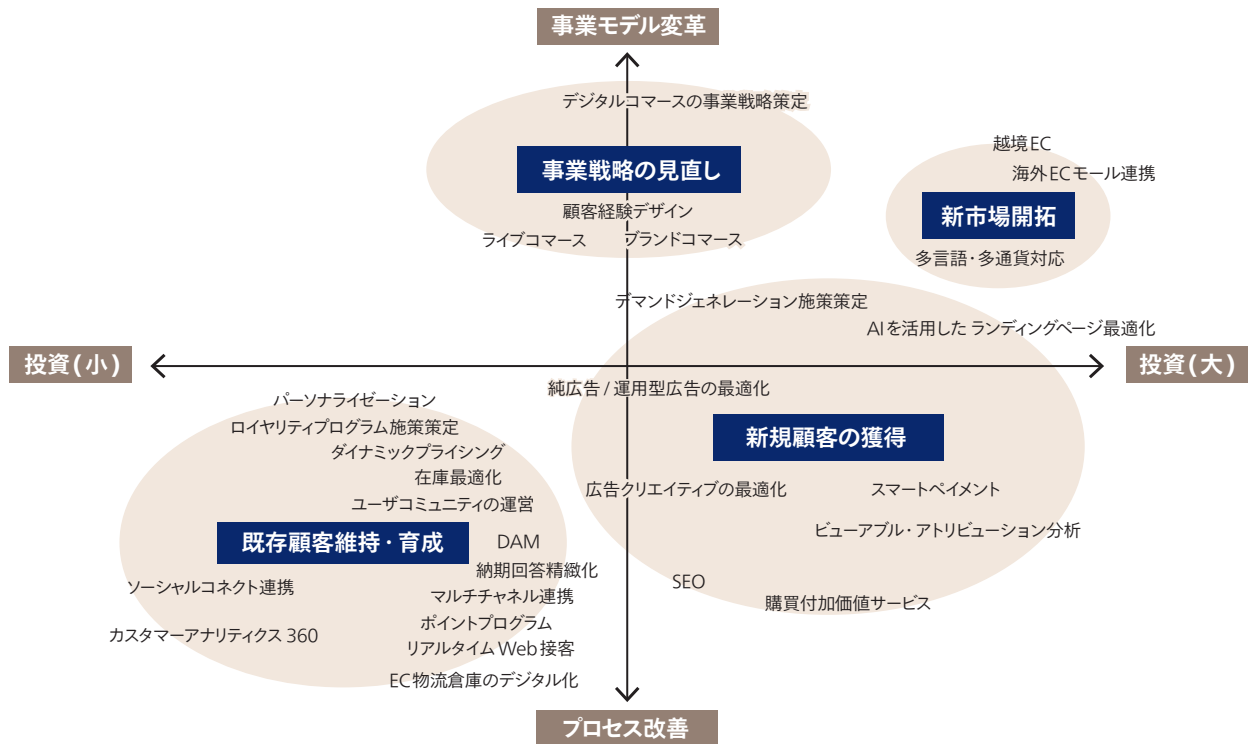 事業モデル変革
デジタルコマースの事業戦略策定
事業戦略の見直し
顧客経験デザイン
ライブコマース
ブランドコマース
越境EC
海外ECモール連携
新市場開拓
多言語・多通貨対応
デマンドジェネレーション施策策定
AIを活用した ランディングページ最適化
投資(小)
投資(大)
純広告 / 運用型広告の最適化
新規顧客の獲得
広告クリエイティブの最適化
スマートペイメント
ビューアブル・アトリビューション分析
SEO
購買付加価値サービス
パーソナライゼーション
ロイヤリティプログラム施策策定
ダイナミックプライシング
在庫最適化
ユーザコミュニティの運営
既存顧客維持・育成
DAM
納期回答精緻化
ソーシャルコネクト連携
マルチチャネル連携
ポイントプログラム
カスタマーアナリティクス 360
リアルタイム Web 接客
EC物流倉庫のデジタル化
プロセス改善